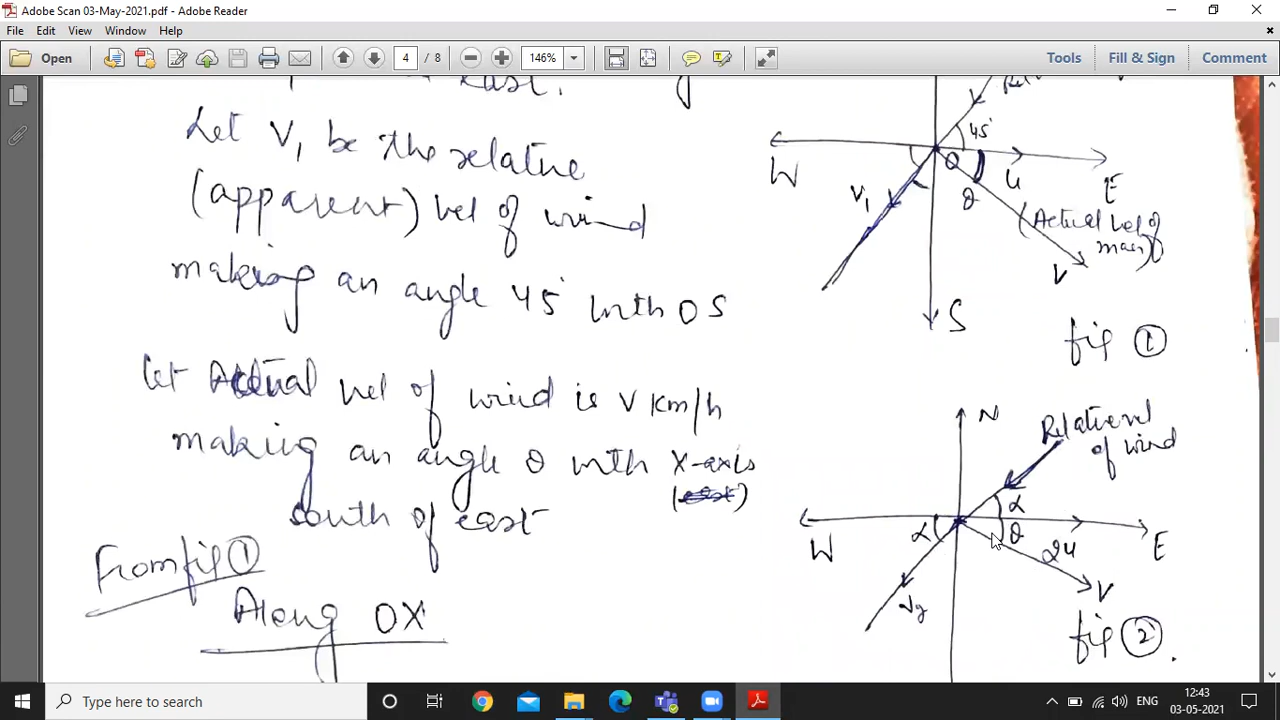 Adobe Scan 03-May-2021.pdf - Adobe Reader
File Edit View Window Help
Open 4 / 8 146% Tools Fill & Sign Comment
East.
Let V1 be the relative
(apparent) vel of wind
making an angle 45° with OS
Let Actual vel of wind is V km/h
making an angle θ with X-axis
(east)
south of east
From fig ①
Along OX
45°
W O u E
θ
V1
(Actual vel of
man)
V
S
fig ①
N
Relative vel
of wind
α
W α θ E
2u
V2 V
fig ②
Type here to search
ENG
12:43
03-05-2021